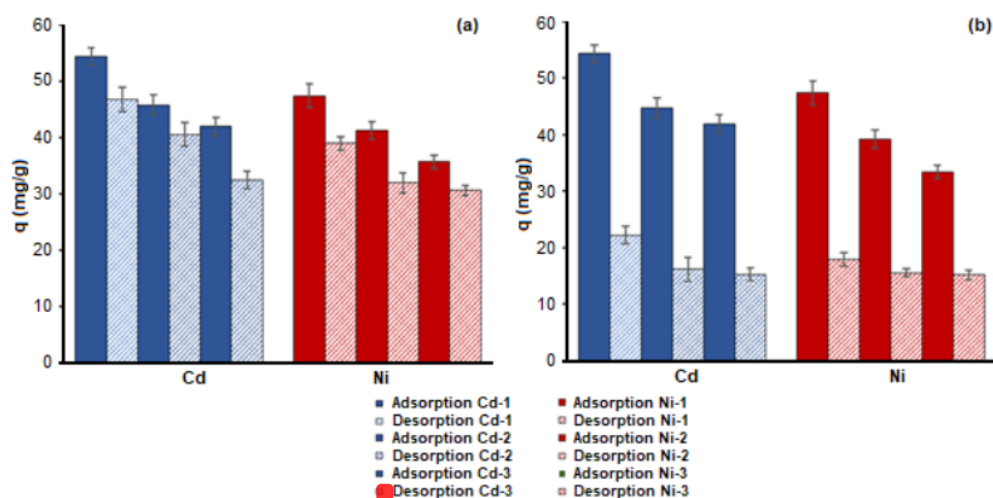 (a)
60
50
40
30
20
10
0
q (mg/g)
Cd
Ni
(b)
60
50
40
30
20
10
0
q (mg/g)
Cd
Ni
Adsorption Cd-1
Desorption Cd-1
Adsorption Cd-2
Desorption Cd-2
Adsorption Cd-3
Desorption Cd-3
Adsorption Ni-1
Desorption Ni-1
Adsorption Ni-2
Desorption Ni-2
Adsorption Ni-3
Desorption Ni-3